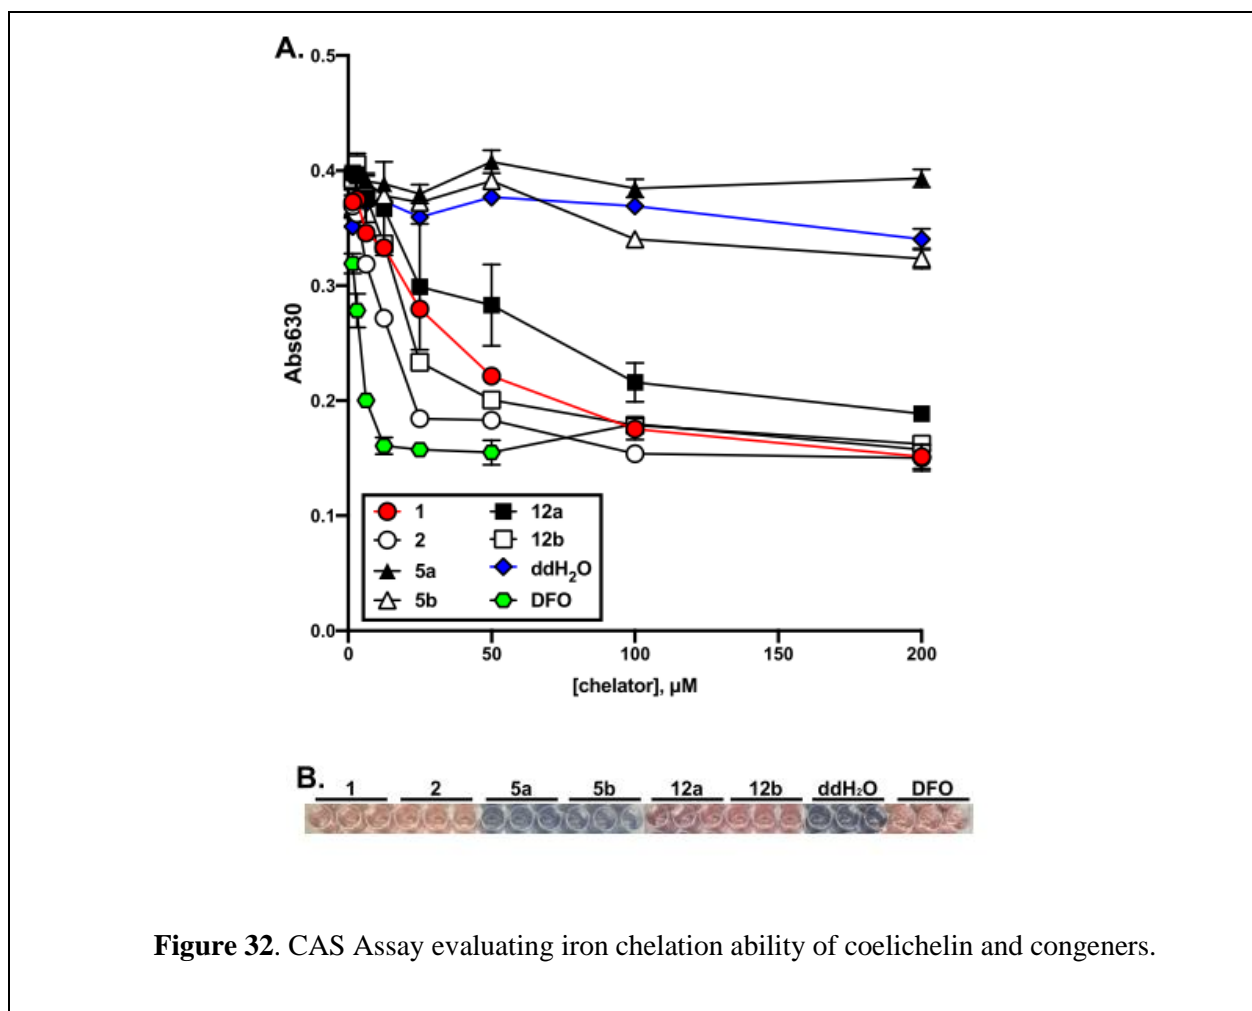 A.
0.5
0.4
0.3
0.2
0.1
0.0
Abs630
0 50 100 150 200
[chelator], µM
1 12a
2 12b
5a ddH₂O
5b DFO
B.
1 2 5a 5b 12a 12b ddH₂O DFO
Figure 32. CAS Assay evaluating iron chelation ability of coelichelin and congeners.